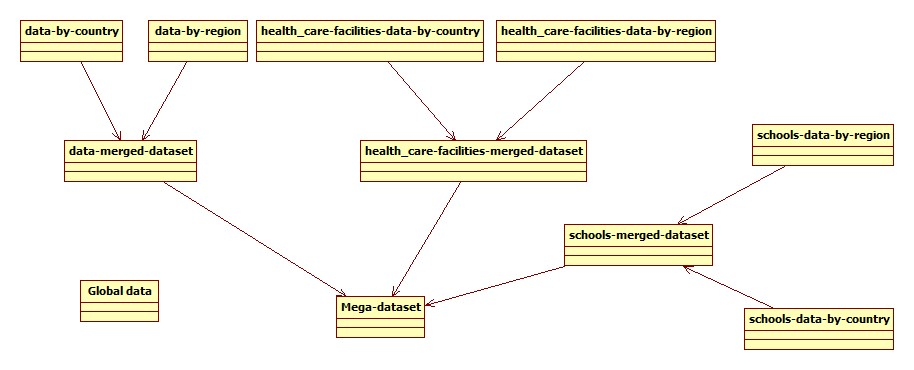 data-by-country
data-by-region
health_care-facilities-data-by-country
health_care-facilities-data-by-region
schools-data-by-region
data-merged-dataset
health_care-facilities-merged-dataset
schools-merged-dataset
Global data
Mega-dataset
schools-data-by-country